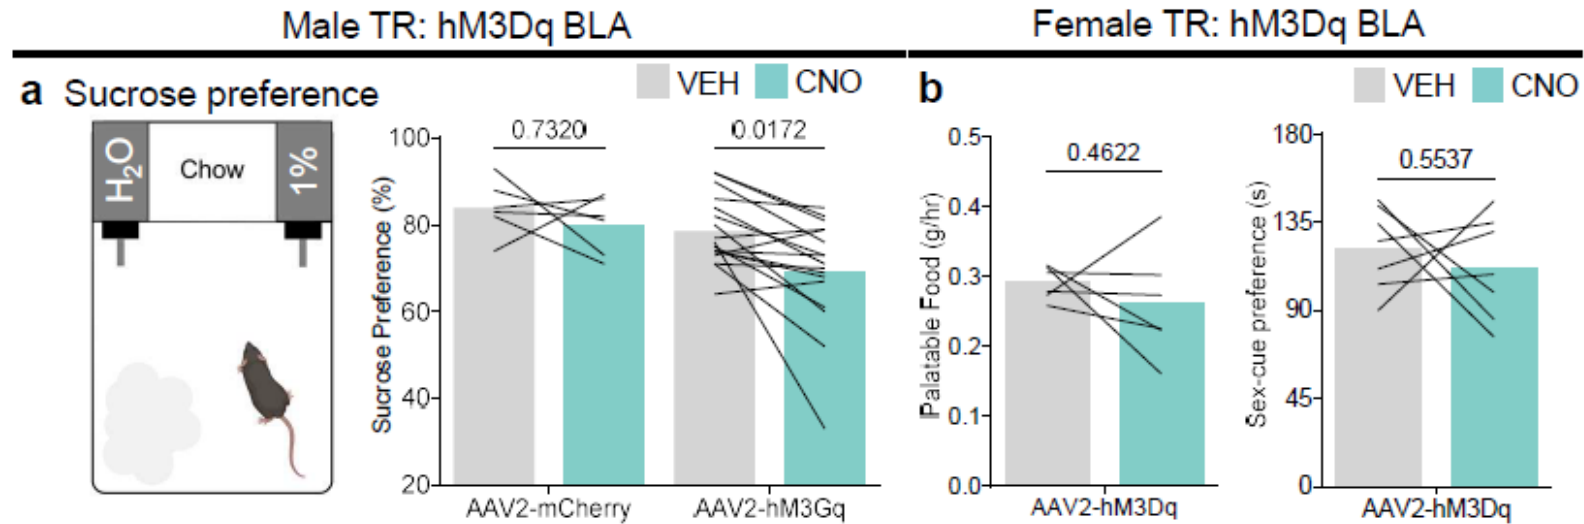 Male TR: hM3Dq BLA
Female TR: hM3Dq BLA
a Sucrose preference
VEH CNO
H2O
Chow
1%
Sucrose Preference (%)
100
80
60
40
20
0.7320
0.0172
AAV2-mCherry
AAV2-hM3Gq
b
VEH CNO
Palatable Food (g/hr)
0.5
0.4
0.3
0.2
0.1
0.0
0.4622
AAV2-hM3Dq
Sex-cue preference (s)
180
135
90
45
0
0.5537
AAV2-hM3Dq